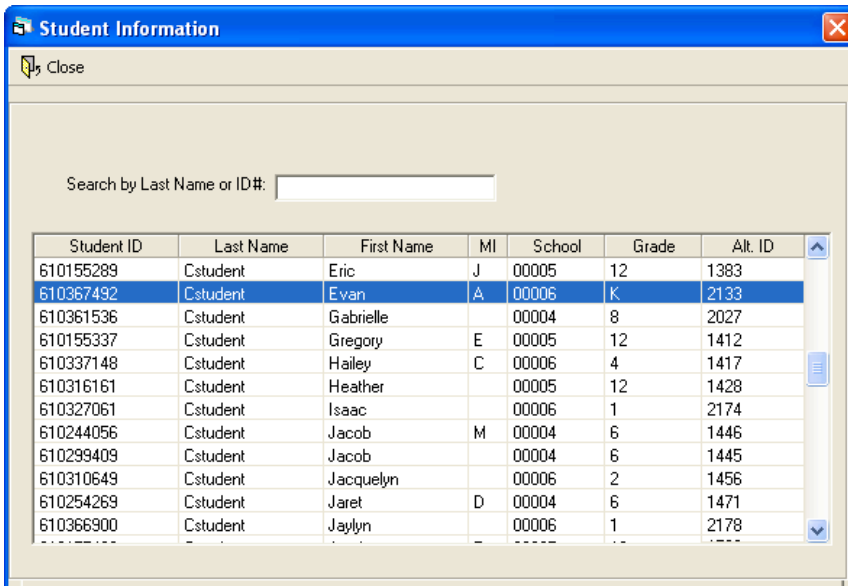 Student Information
Close
Search by Last Name or ID#:
Student ID Last Name First Name MI School Grade Alt. ID
610155289 Cstudent Eric J 00005 12 1383
610367492 Cstudent Evan A 00006 K 2133
610361536 Cstudent Gabrielle 00004 8 2027
610155337 Cstudent Gregory E 00005 12 1412
610337148 Cstudent Hailey C 00006 4 1417
610316161 Cstudent Heather 00005 12 1428
610327061 Cstudent Isaac 00006 1 2174
610244056 Cstudent Jacob M 00004 6 1446
610299409 Cstudent Jacob 00004 6 1445
610310649 Cstudent Jacquelyn 00006 2 1456
610254269 Cstudent Jaret D 00004 6 1471
610366900 Cstudent Jaylyn 00006 1 2178